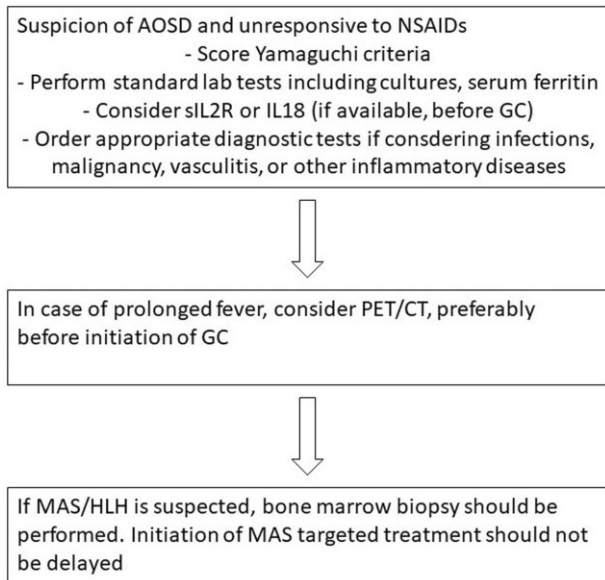 Suspicion of AOSD and unresponsive to NSAIDs
- Score Yamaguchi criteria
- Perform standard lab tests including cultures, serum ferritin
- Consider sIL2R or IL18 (if available, before GC)
- Order appropriate diagnostic tests if consdering infections,
malignancy, vasculitis, or other inflammatory diseases
In case of prolonged fever, consider PET/CT, preferably
before initiation of GC
If MAS/HLH is suspected, bone marrow biopsy should be
performed. Initiation of MAS targeted treatment should not
be delayed